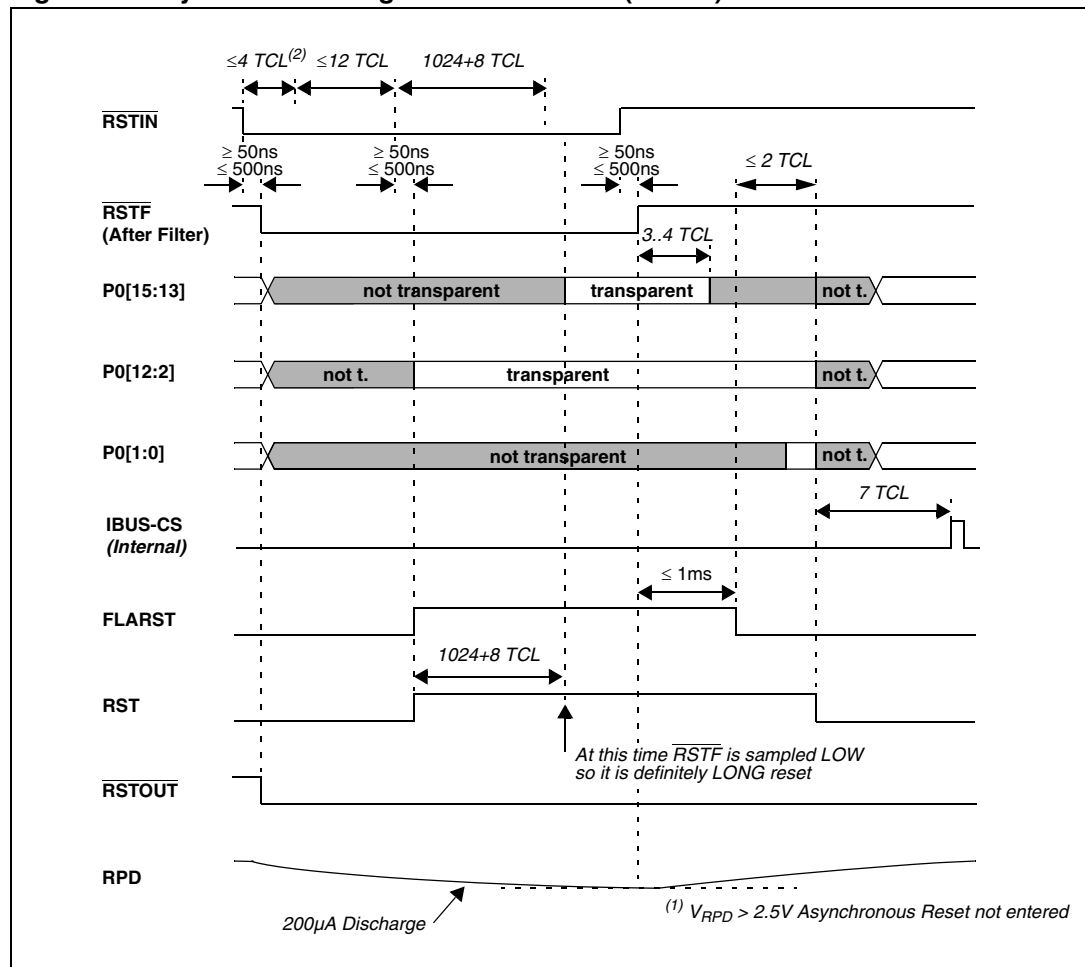 ≤4 TCL(2) ≤12 TCL 1024+8 TCL
RSTIN
≥ 50ns ≥ 50ns ≥ 50ns
≤ 500ns ≤ 500ns ≤ 500ns
≤ 2 TCL
RSTF
(After Filter)
3..4 TCL
P0[15:13] not transparent transparent not t.
P0[12:2] not t. transparent not t.
P0[1:0] not transparent not t.
7 TCL
IBUS-CS
(Internal)
≤ 1ms
FLARST
1024+8 TCL
RST
At this time RSTF is sampled LOW
so it is definitely LONG reset
RSTOUT
RPD
200µA Discharge
(1) VRPD > 2.5V Asynchronous Reset not entered